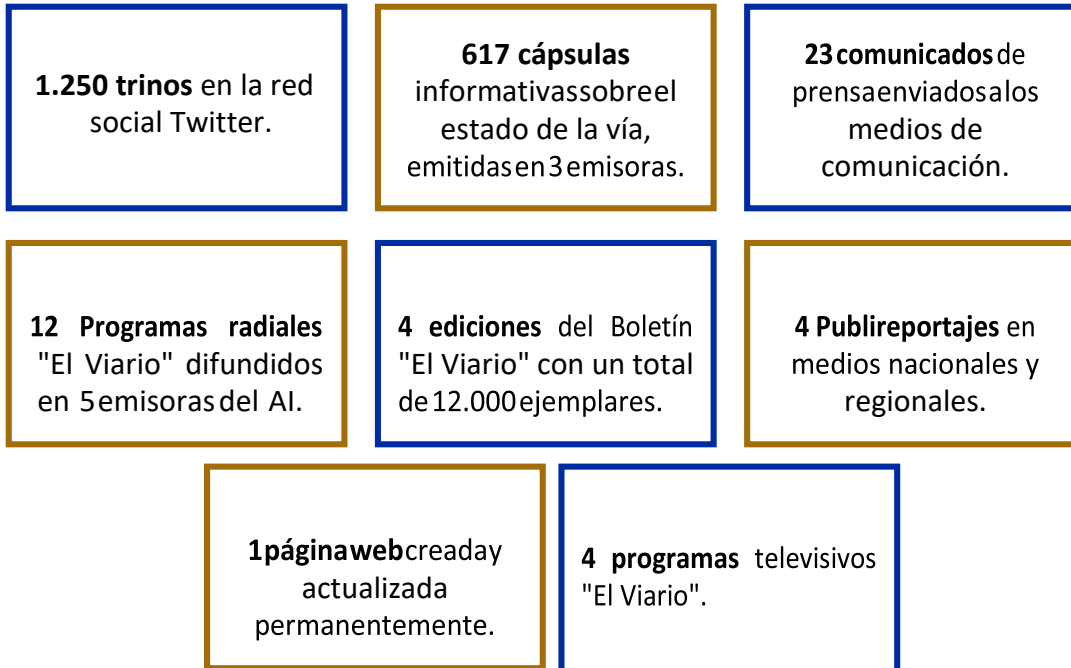 1.250 trinos en la red
social Twitter.
617 cápsulas
informativassobreel
estado de la vía,
emitidasen3emisoras.
23comunicadosde
prensaenviadosalos
medios de
comunicación.
12 Programas radiales
"El Viario" difundidos
en 5emisorasdel AI.
4 ediciones del Boletín
"El Viario" con un total
de12.000ejemplares.
4 Publireportajes en
medios nacionales y
regionales.
1páginawebcreaday
actualizada
permanentemente.
4 programas televisivos
"El Viario".